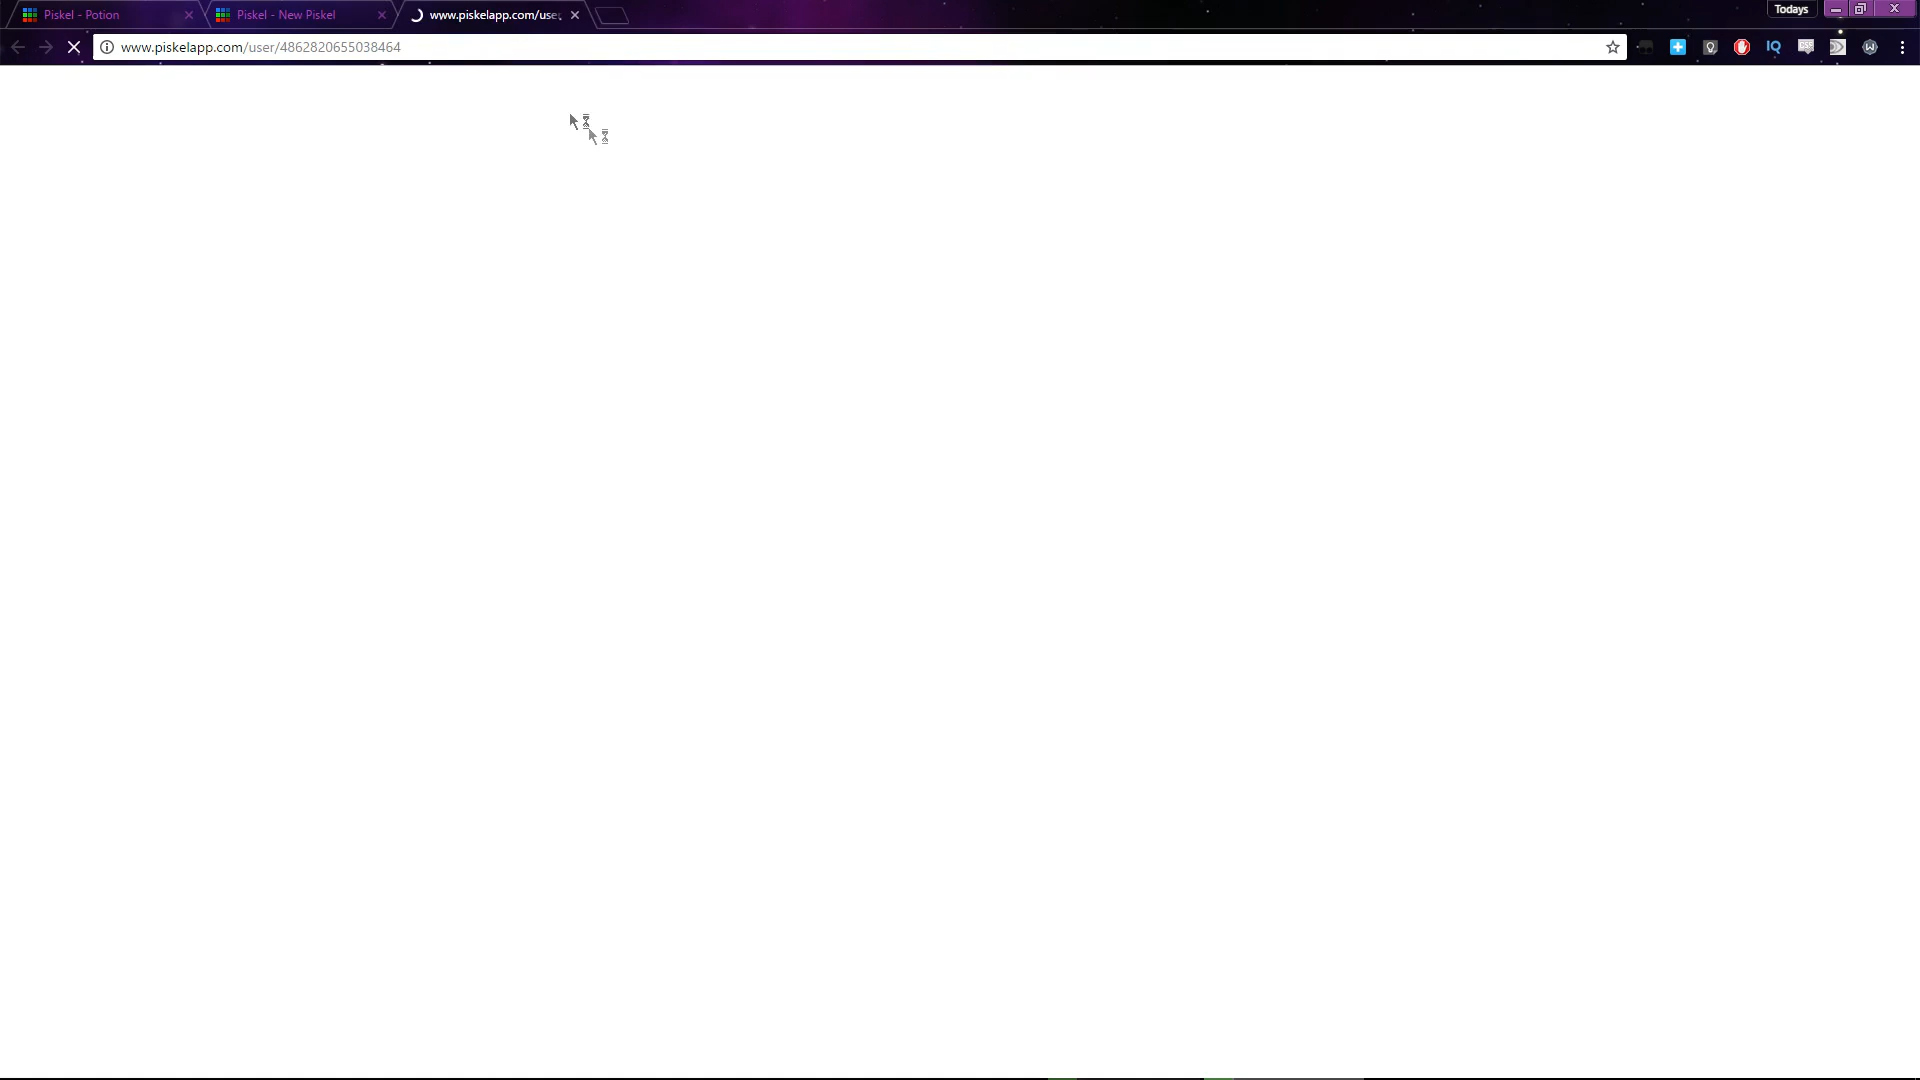 Piskel - Potion
Piskel - New Piskel
www.piskelapp.com/use
Todays
www.piskelapp.com/user/4862820655038464
IQ
W